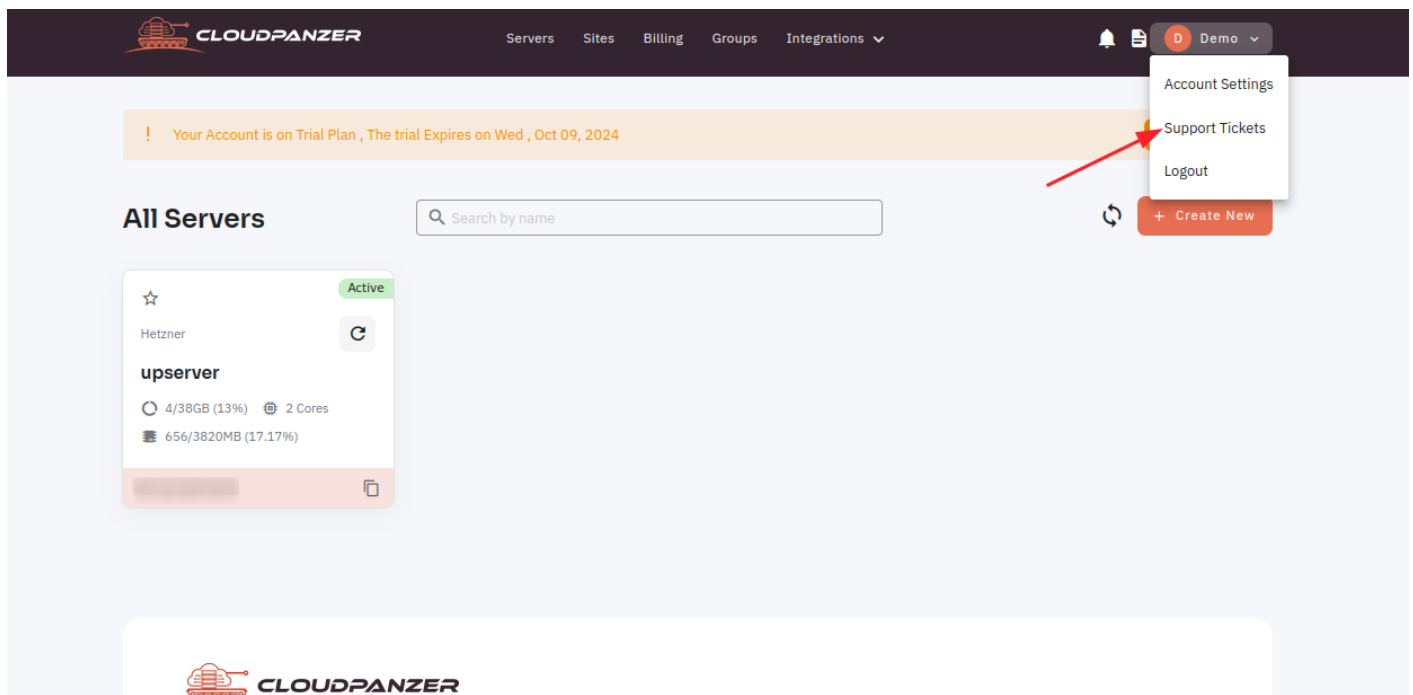 CLOUDPANZER
Servers Sites Billing Groups Integrations
D Demo
Account Settings
Support Tickets
Logout
! Your Account is on Trial Plan , The trial Expires on Wed , Oct 09, 2024
All Servers
Search by name
+ Create New
Active
Hetzner
upserver
4/38GB (13%) 2 Cores
656/3820MB (17.17%)
CLOUDPANZER